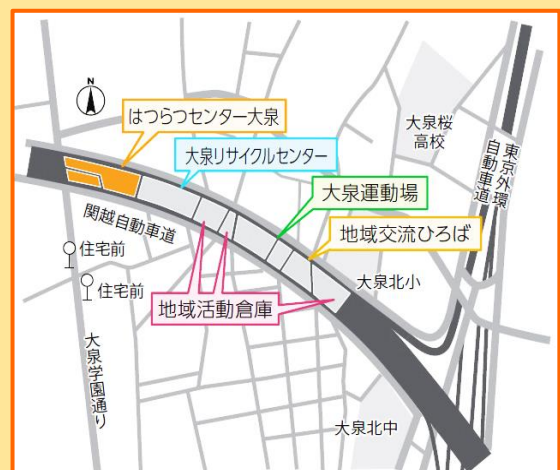 N
はつらつセンター大泉
大泉リサイクルセンター
大泉桜
高校
東京外環
自動車道
大泉運動場
地域交流ひろば
関越自動車道
住宅前
住宅前
地域活動倉庫
大泉北小
大泉学園通り
大泉北中